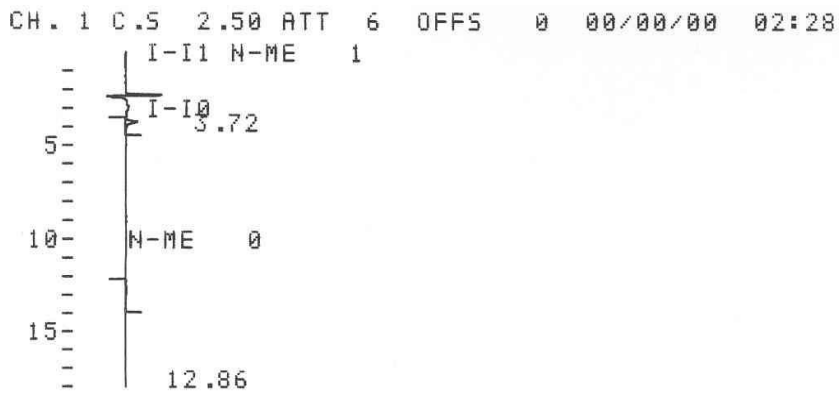 CH. 1 C.S 2.50 ATT 6 OFFS 0 00/00/00 02:28
I-I1 N-ME 1
I-I0
3.72
5
10
N-ME 0
15
12.86